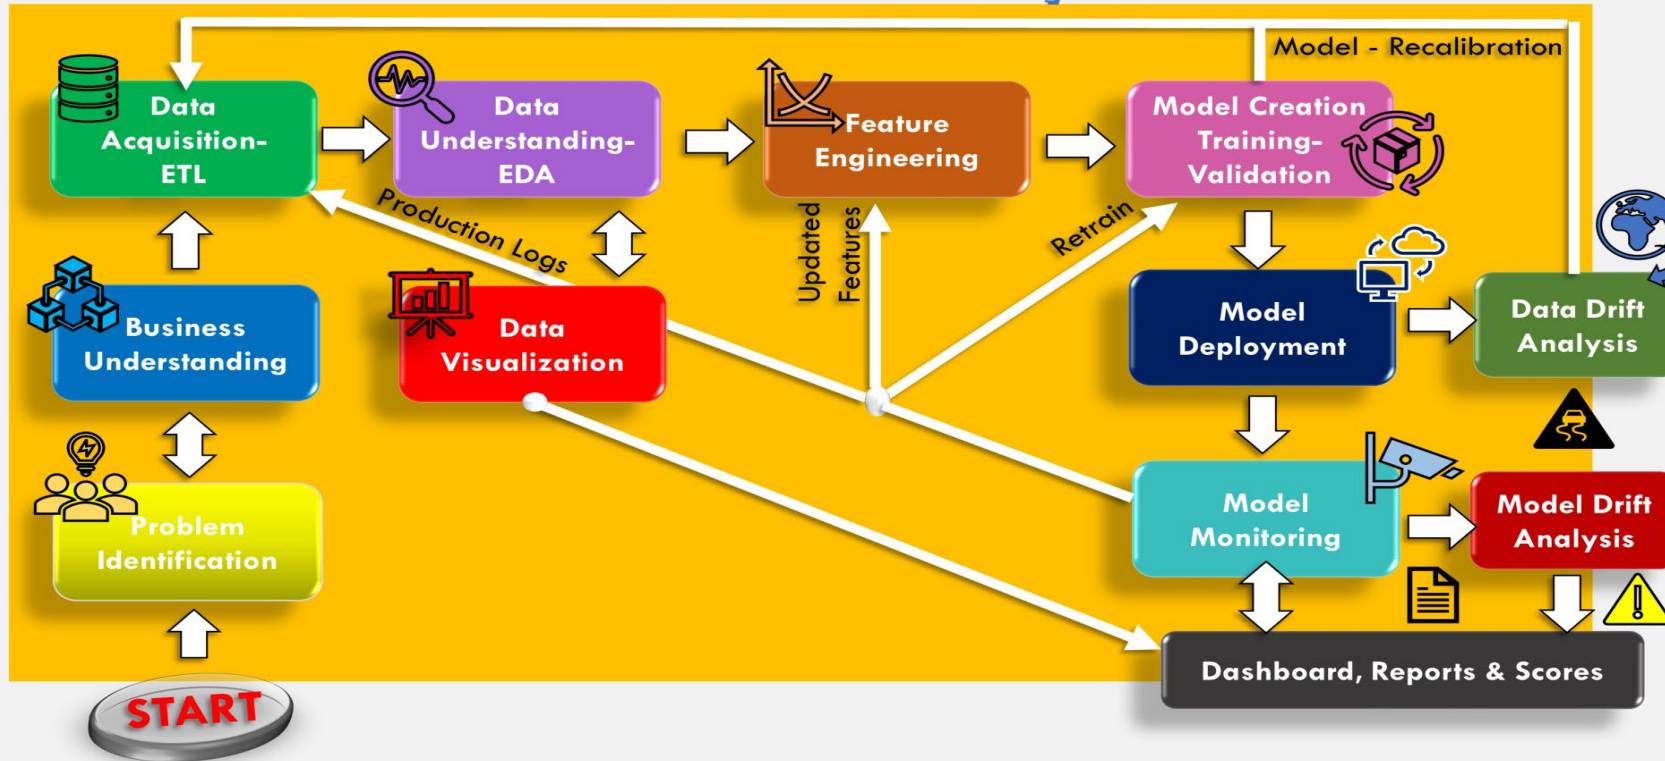 Model - Recalibration
Data
Acquisition-
ETL
Data
Understanding-
EDA
Feature
Engineering
Model Creation
Training-
Validation
Production Logs
Updated
Features
Retrain
Business
Understanding
Data
Visualization
Model
Deployment
Data Drift
Analysis
Problem
Identification
Model
Monitoring
Model Drift
Analysis
Dashboard, Reports & Scores
START